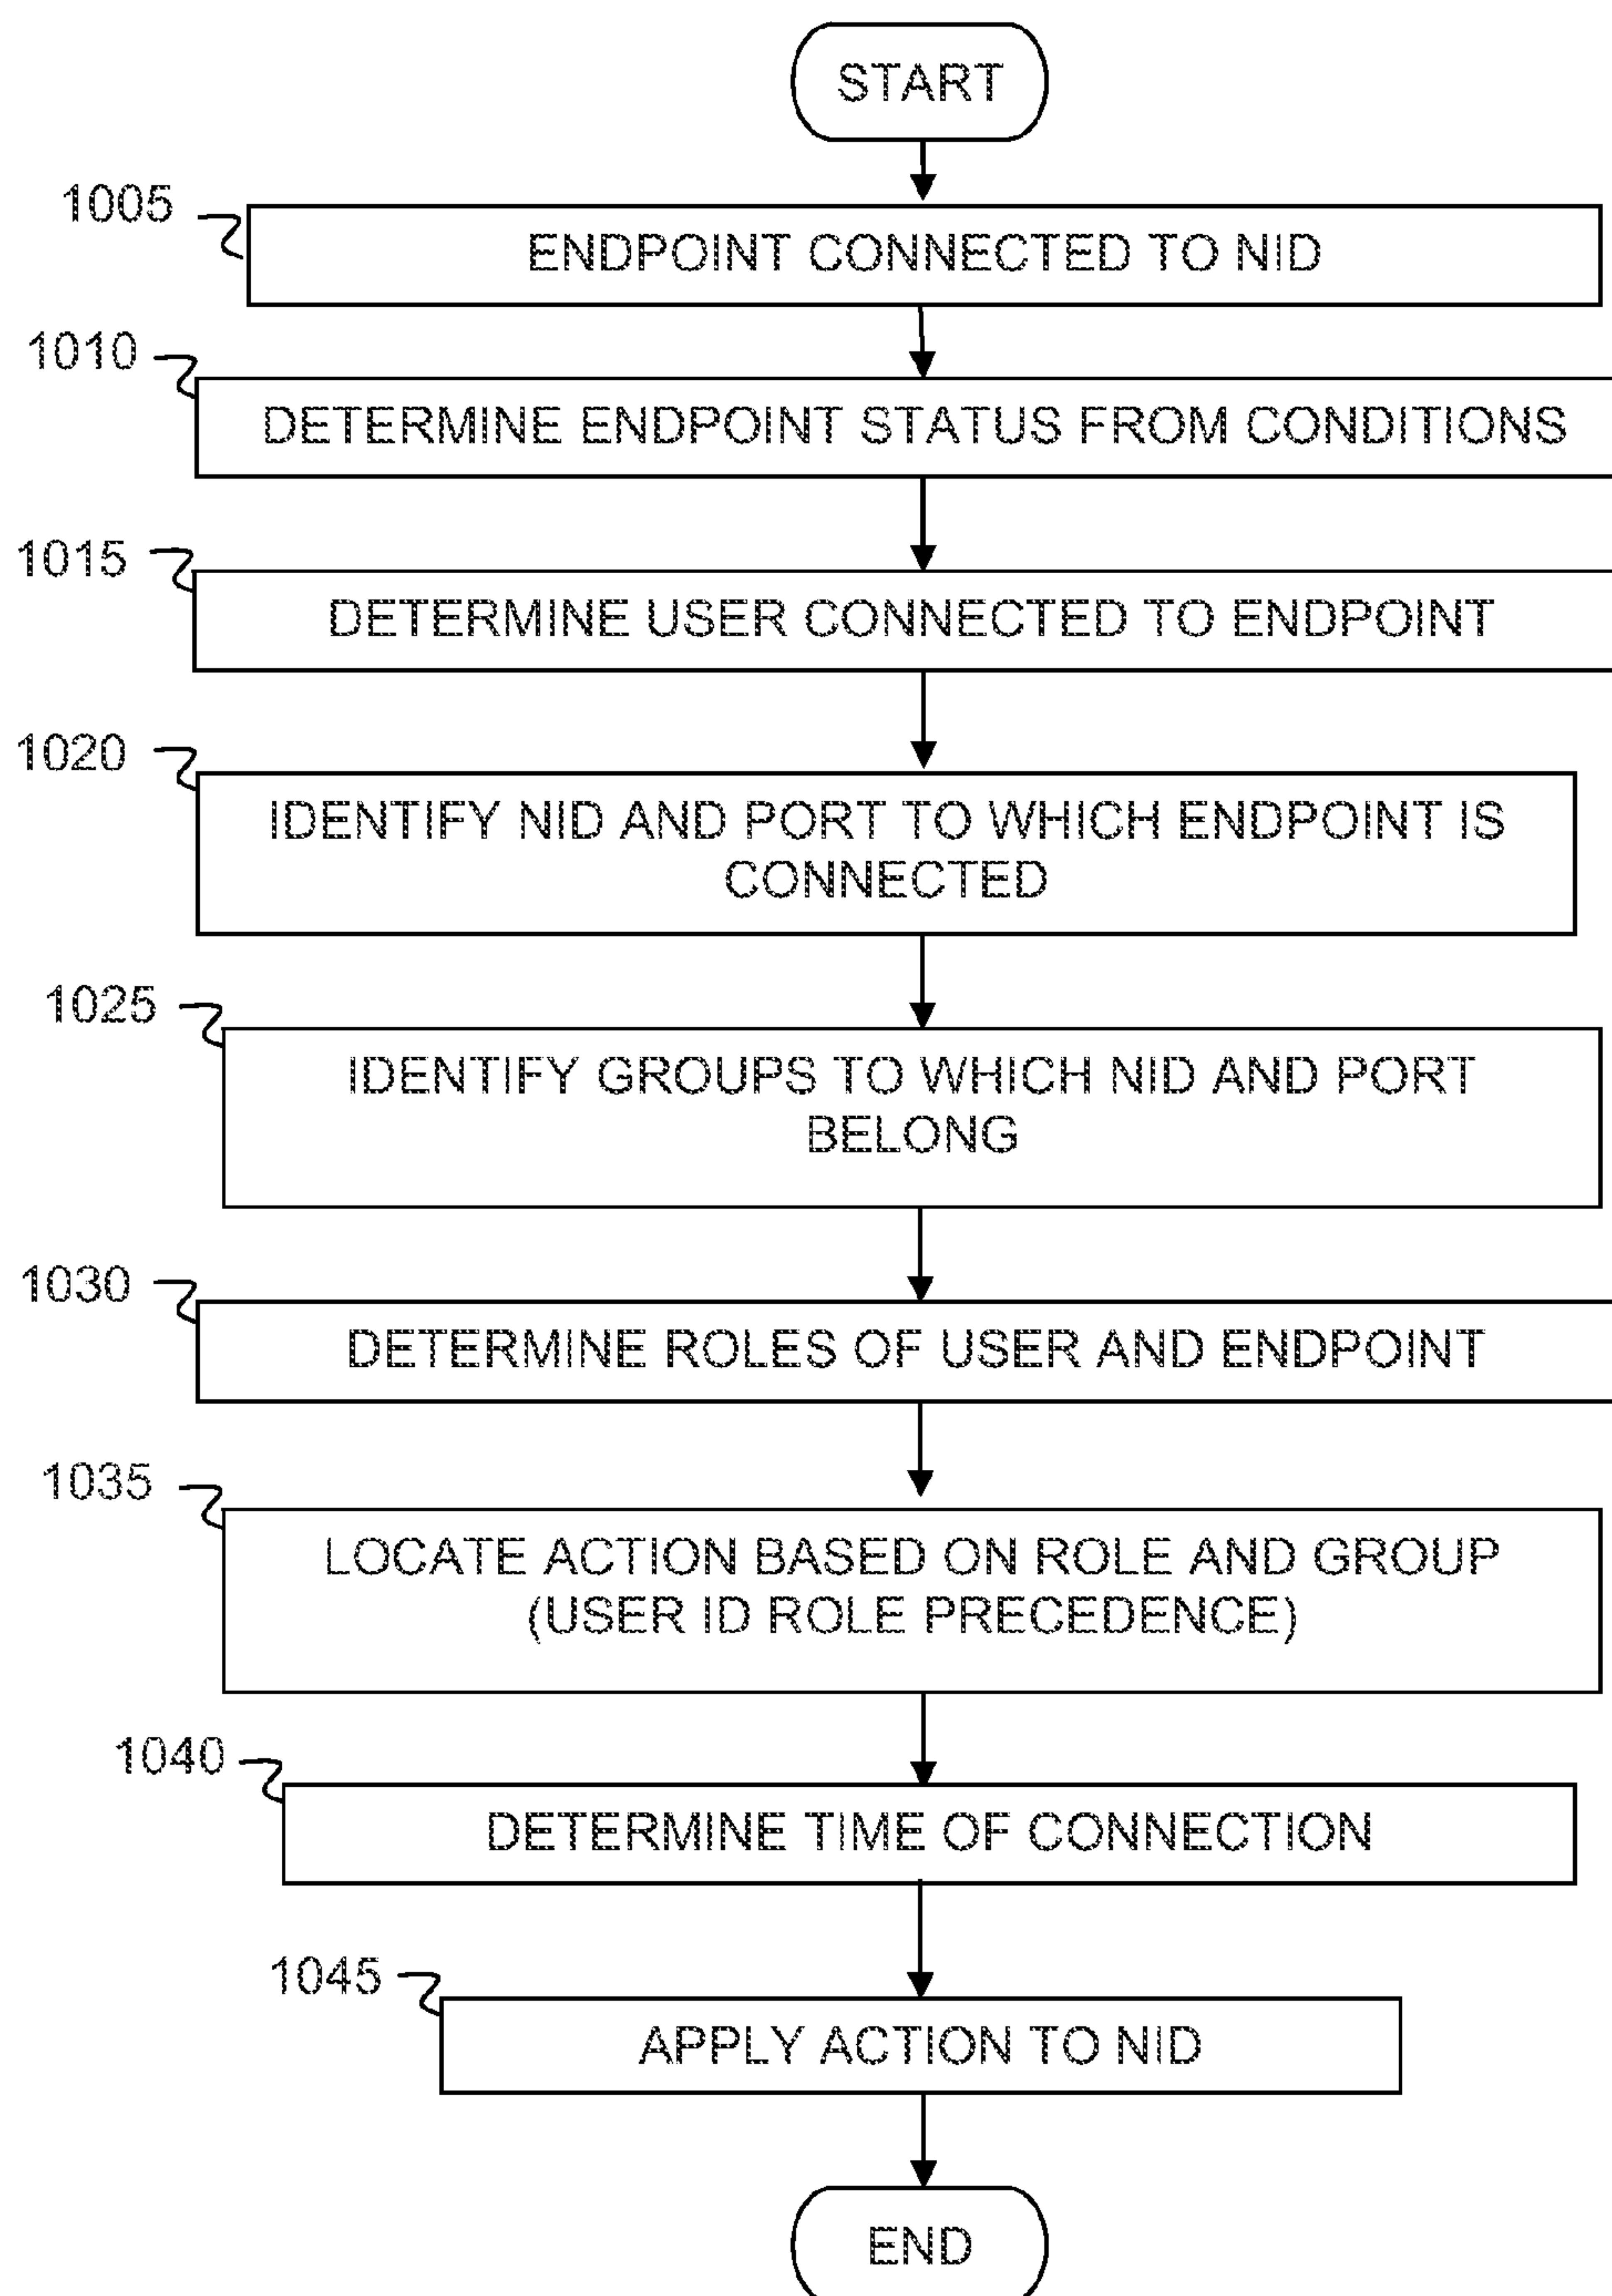 START
1005
ENDPOINT CONNECTED TO NID
1010
DETERMINE ENDPOINT STATUS FROM CONDITIONS
1015
DETERMINE USER CONNECTED TO ENDPOINT
1020
IDENTIFY NID AND PORT TO WHICH ENDPOINT IS
CONNECTED
1025
IDENTIFY GROUPS TO WHICH NID AND PORT
BELONG
1030
DETERMINE ROLES OF USER AND ENDPOINT
1035
LOCATE ACTION BASED ON ROLE AND GROUP
(USER ID ROLE PRECEDENCE)
1040
DETERMINE TIME OF CONNECTION
1045
APPLY ACTION TO NID
END